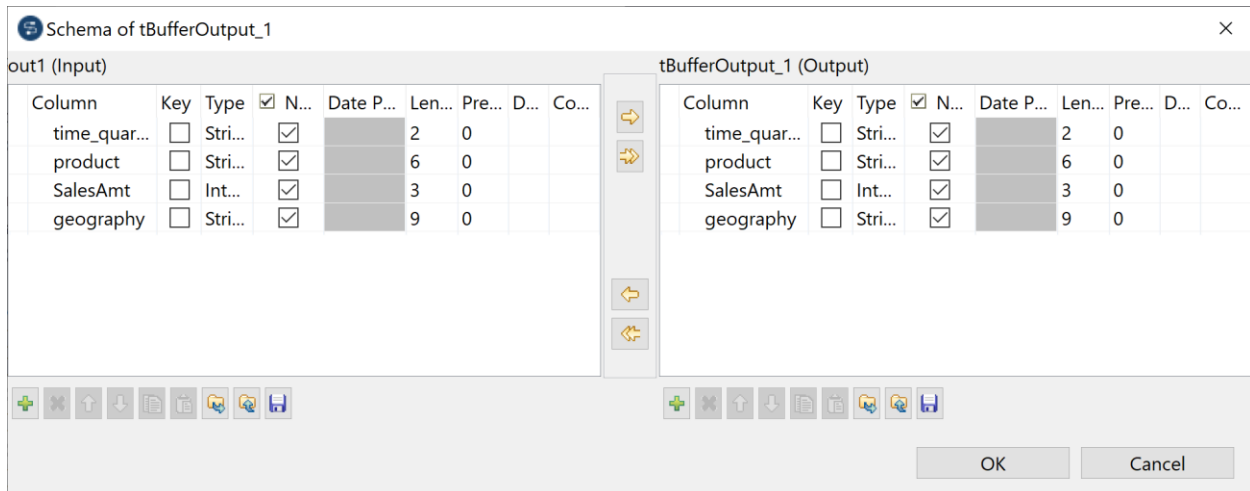 Schema of tBufferOutput_1
out1 (Input)
Column Key Type N... Date P... Len... Pre... D... Co...
time_quar... Stri... 2 0
product Stri... 6 0
SalesAmt Int... 3 0
geography Stri... 9 0
tBufferOutput_1 (Output)
Column Key Type N... Date P... Len... Pre... D... Co...
time_quar... Stri... 2 0
product Stri... 6 0
SalesAmt Int... 3 0
geography Stri... 9 0
OK Cancel